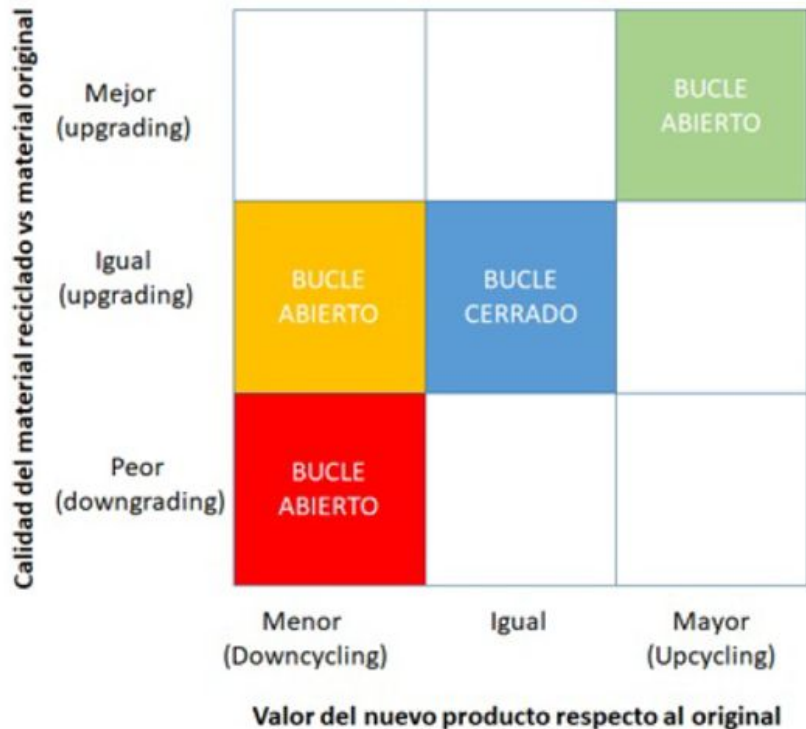 Calidad del material reciclado vs material original
Mejor
(upgrading)
BUCLE
ABIERTO
Igual
(upgrading)
BUCLE
ABIERTO
BUCLE
CERRADO
Peor
(downgrading)
BUCLE
ABIERTO
Menor
(Downcycling)
Igual
Mayor
(Upcycling)
Valor del nuevo producto respecto al original